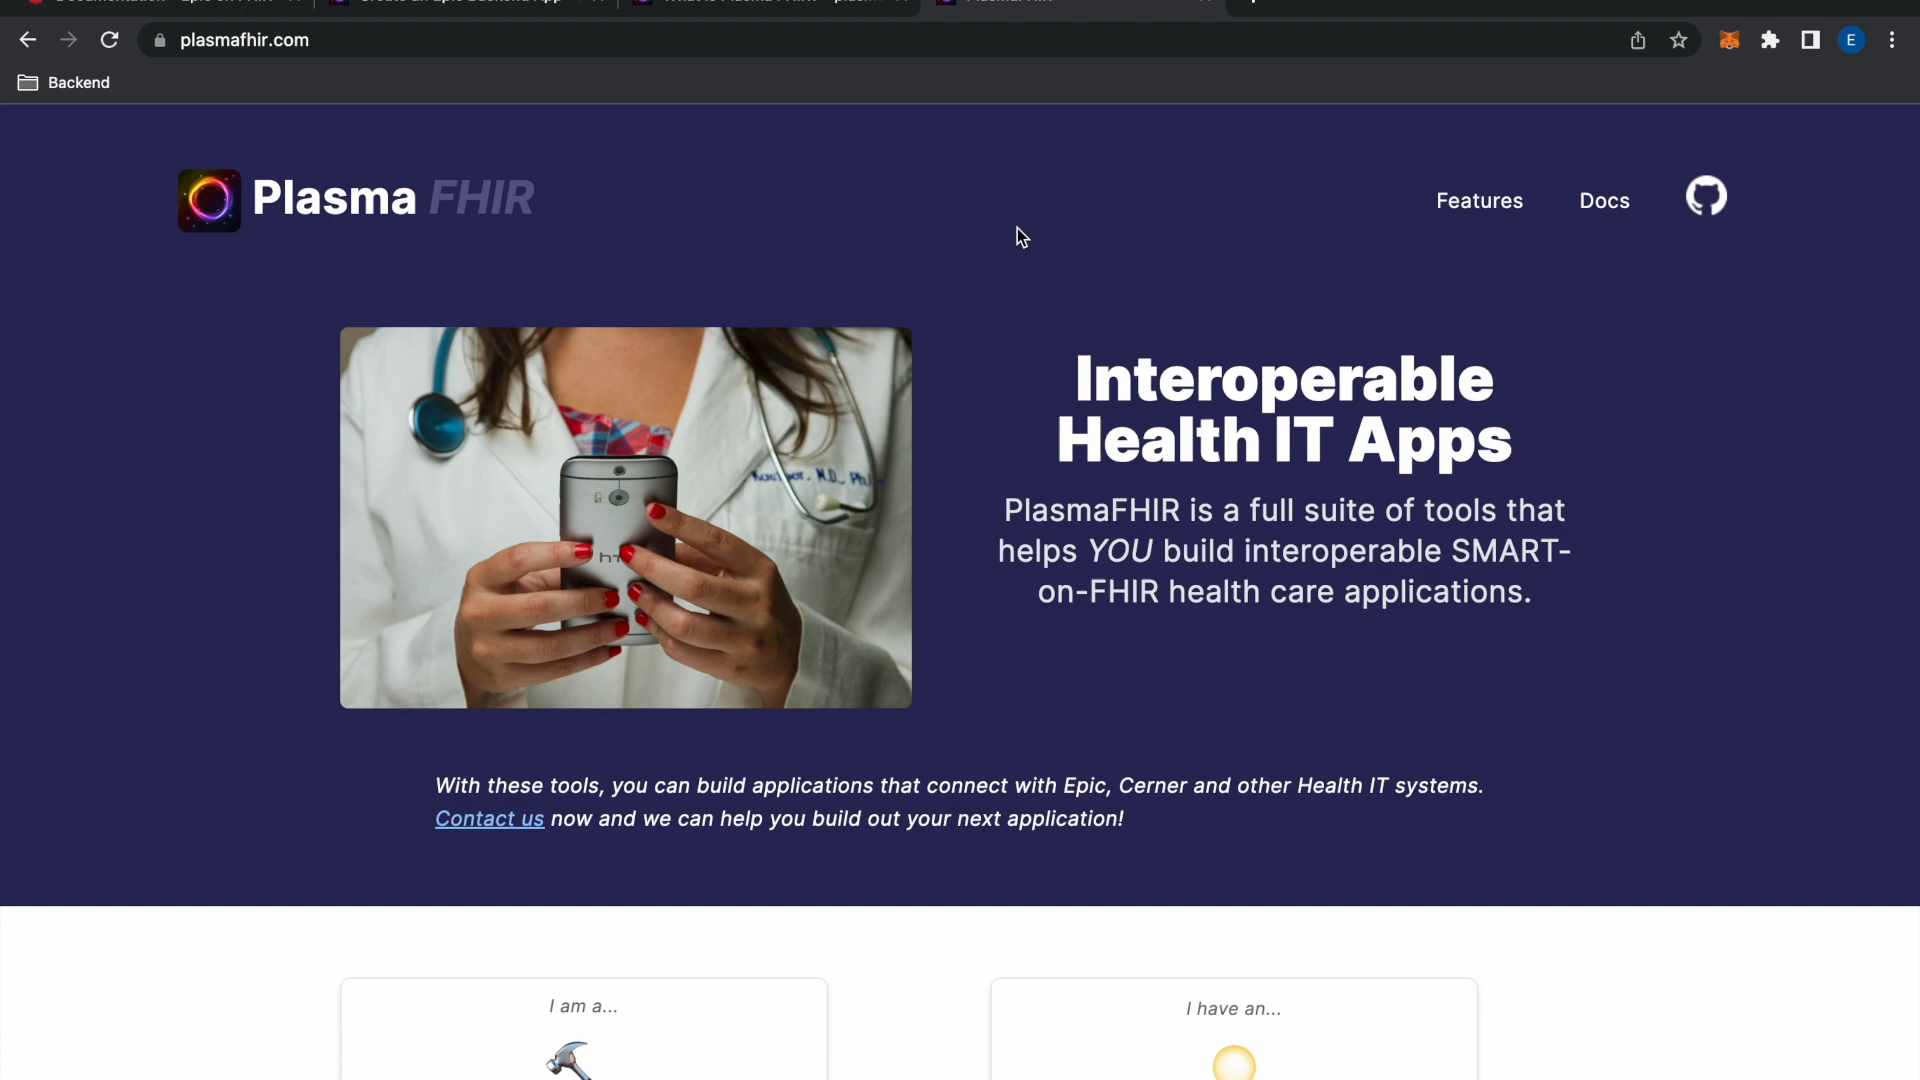 plasmafhir.com
Backend
Plasma FHIR
Features
Docs
Interoperable
Health IT Apps
PlasmaFHIR is a full suite of tools that
helps YOU build interoperable SMART-
on-FHIR health care applications.
With these tools, you can build applications that connect with Epic, Cerner and other Health IT systems.
Contact us now and we can help you build out your next application!
I am a...
I have an...
E